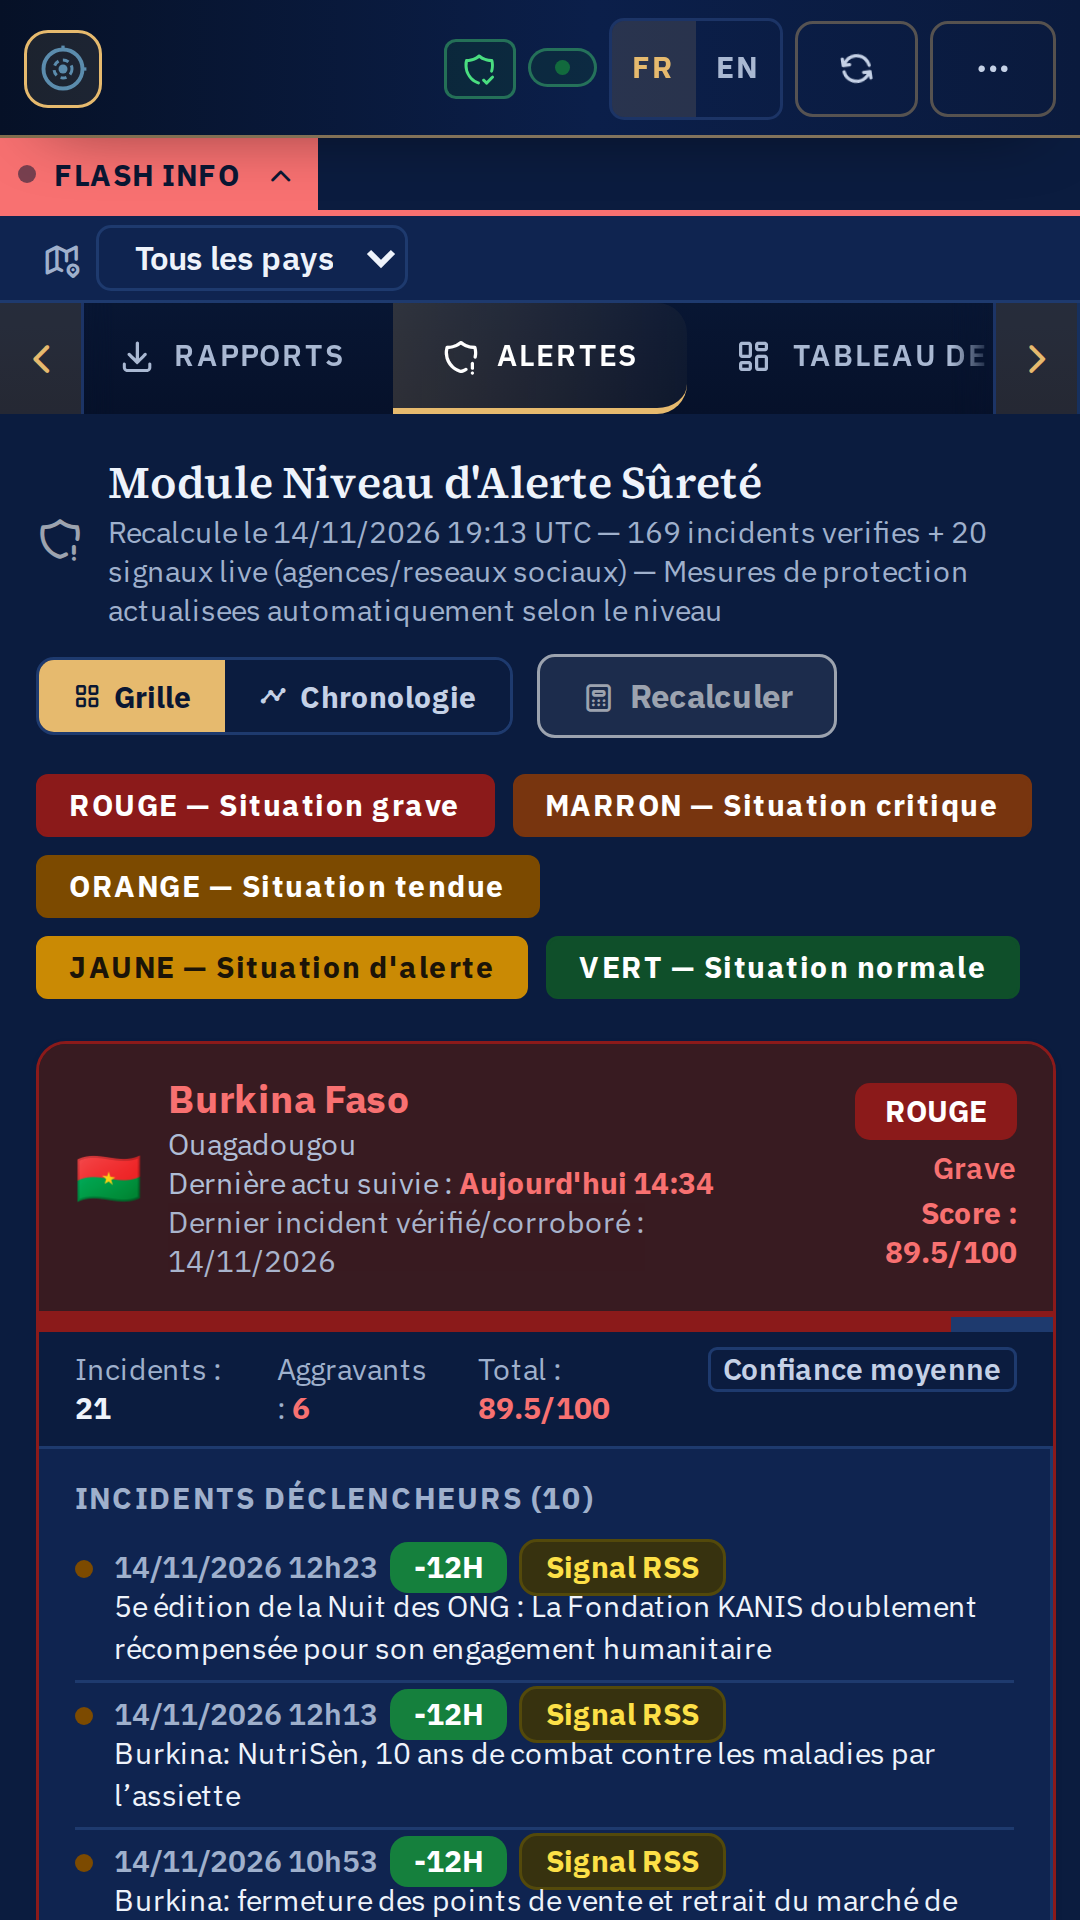 FR EN
FLASH INFO
Tous les pays
RAPPORTS ALERTES TABLEAU DE
Module Niveau d'Alerte Sûreté
Recalcule le 14/11/2026 19:13 UTC — 169 incidents verifies + 20
signaux live (agences/reseaux sociaux) — Mesures de protection
actualisees automatiquement selon le niveau
Grille Chronologie Recalculer
ROUGE — Situation grave MARRON — Situation critique
ORANGE — Situation tendue
JAUNE — Situation d'alerte VERT — Situation normale
Burkina Faso
Ouagadougou
Dernière actu suivie : Aujourd'hui 14:34
Dernier incident vérifié/corroboré :
14/11/2026
ROUGE
Grave
Score :
89.5/100
Incidents :
21
Aggravants
: 6
Total :
89.5/100
Confiance moyenne
INCIDENTS DÉCLENCHEURS (10)
14/11/2026 12h23 -12H Signal RSS
5e édition de la Nuit des ONG : La Fondation KANIS doublement
récompensée pour son engagement humanitaire
14/11/2026 12h13 -12H Signal RSS
Burkina: NutriSèn, 10 ans de combat contre les maladies par
l’assiette
14/11/2026 10h53 -12H Signal RSS
Burkina: fermeture des points de vente et retrait du marché de